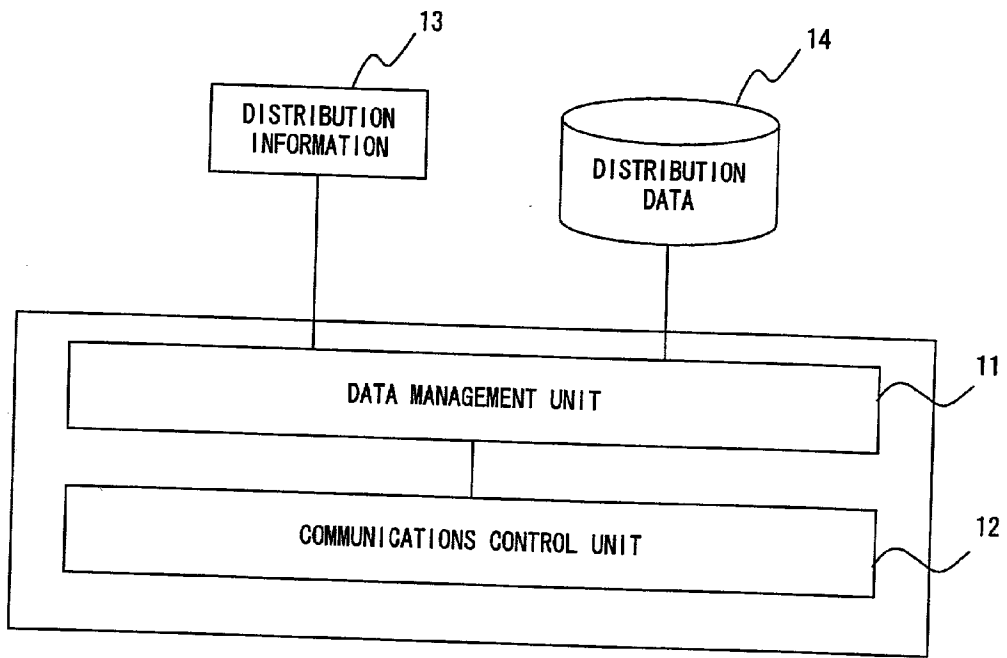 13
14
DISTRIBUTION
INFORMATION
DISTRIBUTION
DATA
11
DATA MANAGEMENT UNIT
12
COMMUNICATIONS CONTROL UNIT